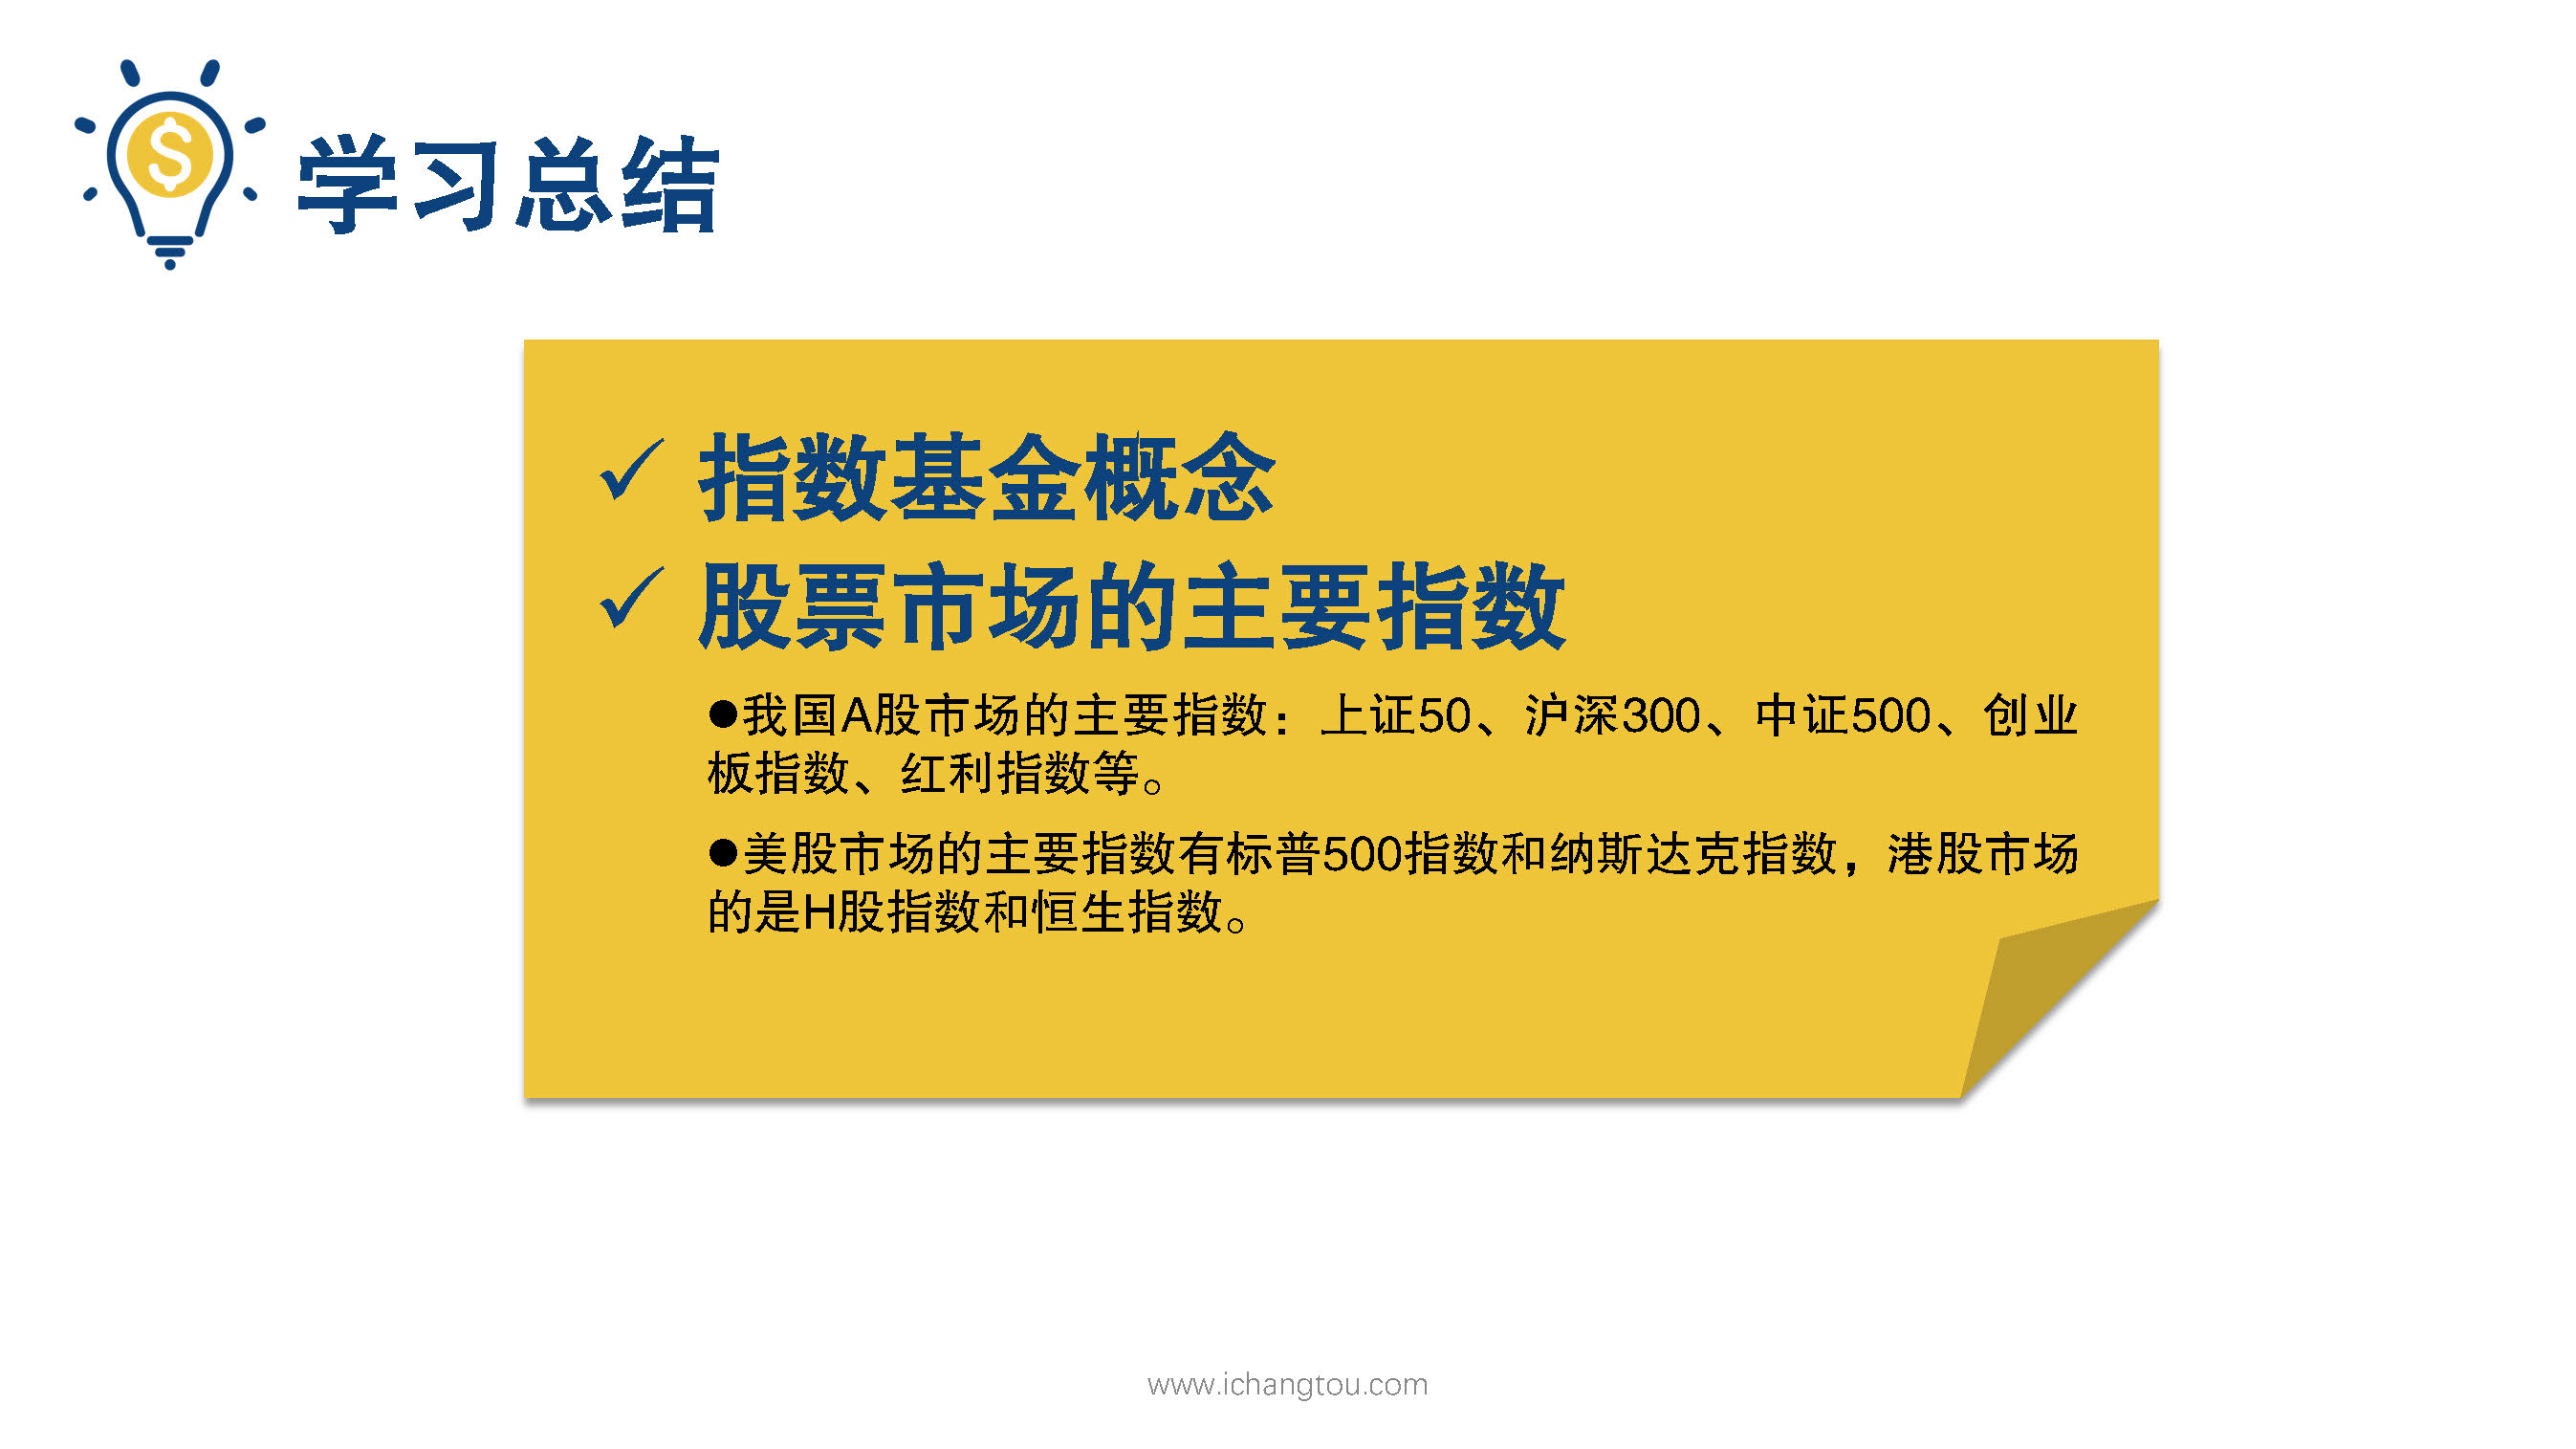 学习总结
✓ 指数基金概念
✓ 股票市场的主要指数
●我国A股市场的主要指数：上证50、沪深300、中证500、创业
板指数、红利指数等。
●美股市场的主要指数有标普500指数和纳斯达克指数，港股市场
的是H股指数和恒生指数。
www.ichangtou.com